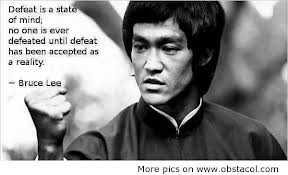 Defeat is a state
of mind;
no one is ever
defeated until defeat
has been accepted as
a reality.
~ Bruce Lee
More pics on www.obstacol.com